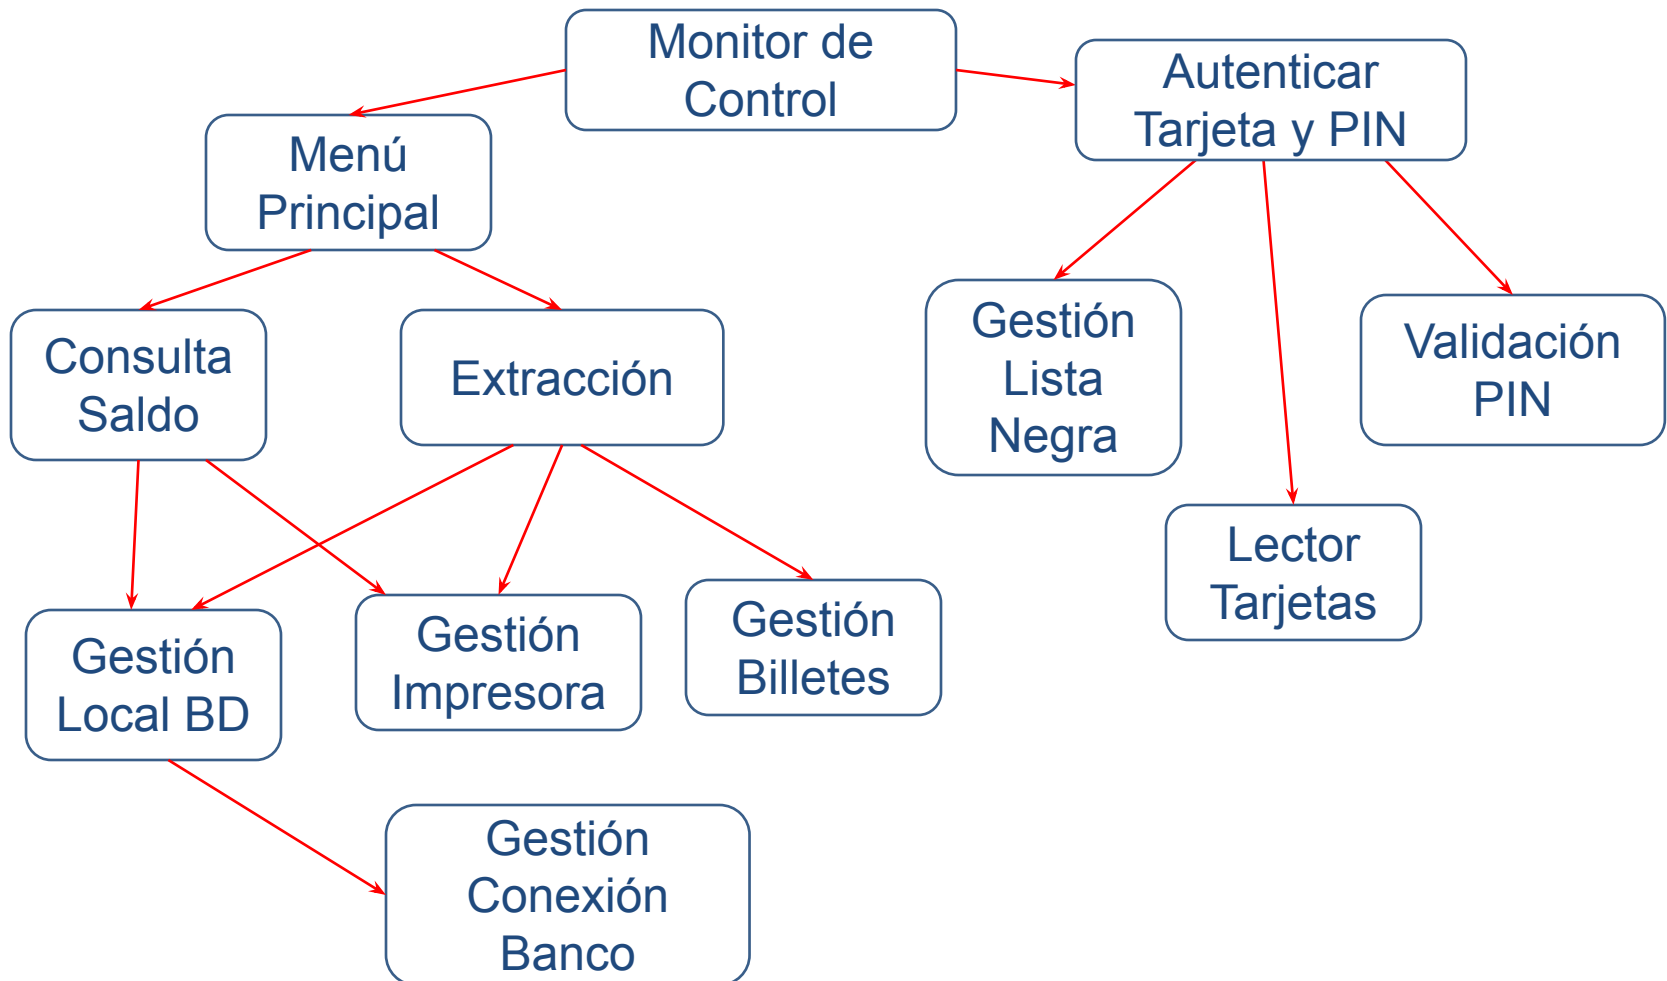 Monitor de
Control
Autenticar
Tarjeta y PIN
Menú
Principal
Consulta
Saldo
Extracción
Gestión
Lista
Negra
Validación
PIN
Lector
Tarjetas
Gestión
Local BD
Gestión
Impresora
Gestión
Billetes
Gestión
Conexión
Banco